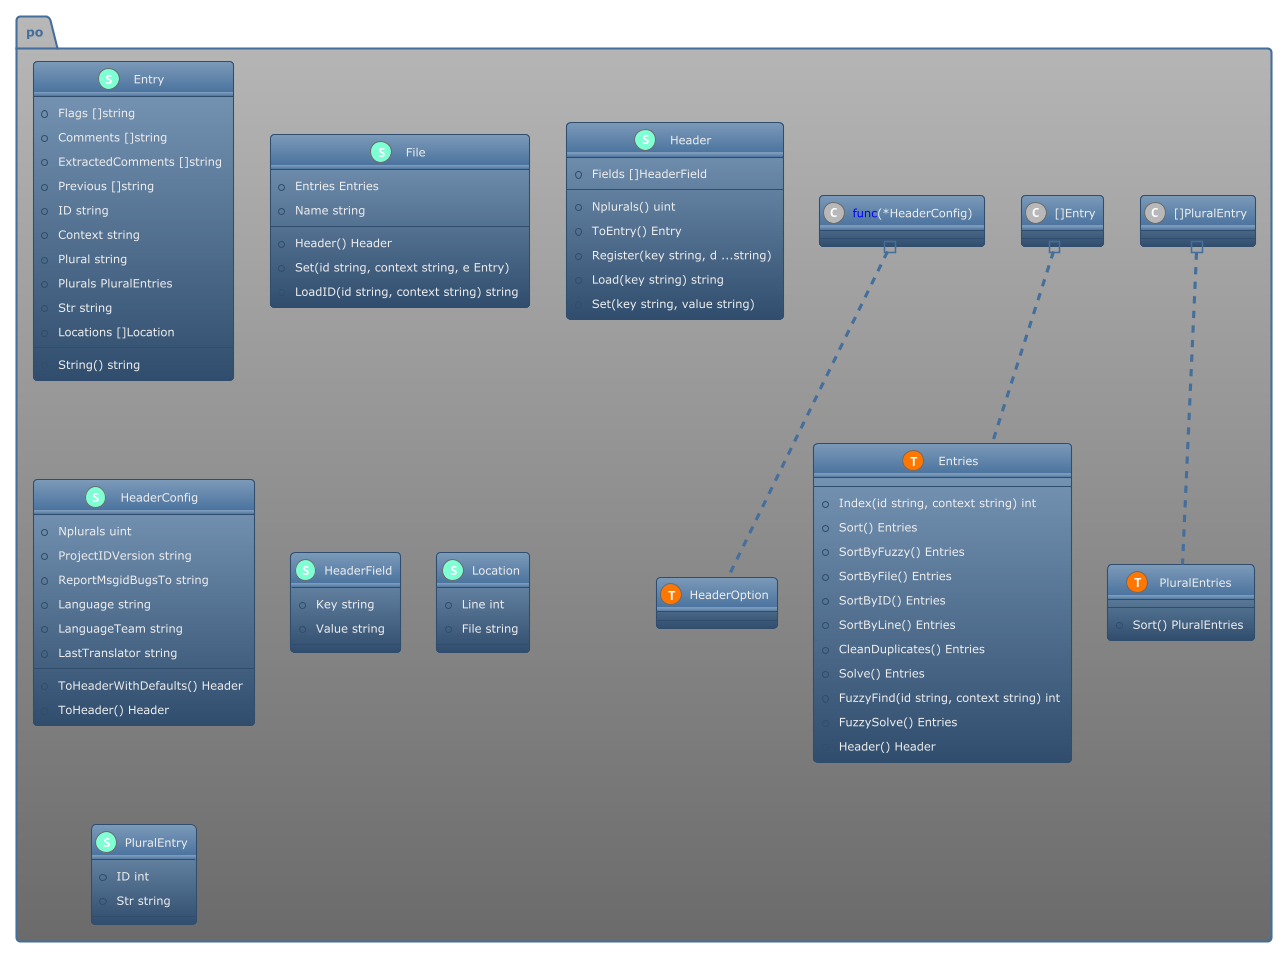 po
S Entry
Flags []string
Comments []string
ExtractedComments []string
Previous []string
ID string
Context string
Plural string
Plurals PluralEntries
Str string
Locations []Location
String() string
S File
Entries Entries
Name string
Header() Header
Set(id string, context string, e Entry)
LoadID(id string, context string) string
S Header
Fields []HeaderField
Nplurals() uint
ToEntry() Entry
Register(key string, d ...string)
Load(key string) string
Set(key string, value string)
C func(*HeaderConfig)
C []Entry
C []PluralEntry
S HeaderConfig
Nplurals uint
ProjectIDVersion string
ReportMsgidBugsTo string
Language string
LanguageTeam string
LastTranslator string
ToHeaderWithDefaults() Header
ToHeader() Header
S HeaderField
Key string
Value string
S Location
Line int
File string
T HeaderOption
T Entries
Index(id string, context string) int
Sort() Entries
SortByFuzzy() Entries
SortByFile() Entries
SortByID() Entries
SortByLine() Entries
CleanDuplicates() Entries
Solve() Entries
FuzzyFind(id string, context string) int
FuzzySolve() Entries
Header() Header
T PluralEntries
Sort() PluralEntries
S PluralEntry
ID int
Str string